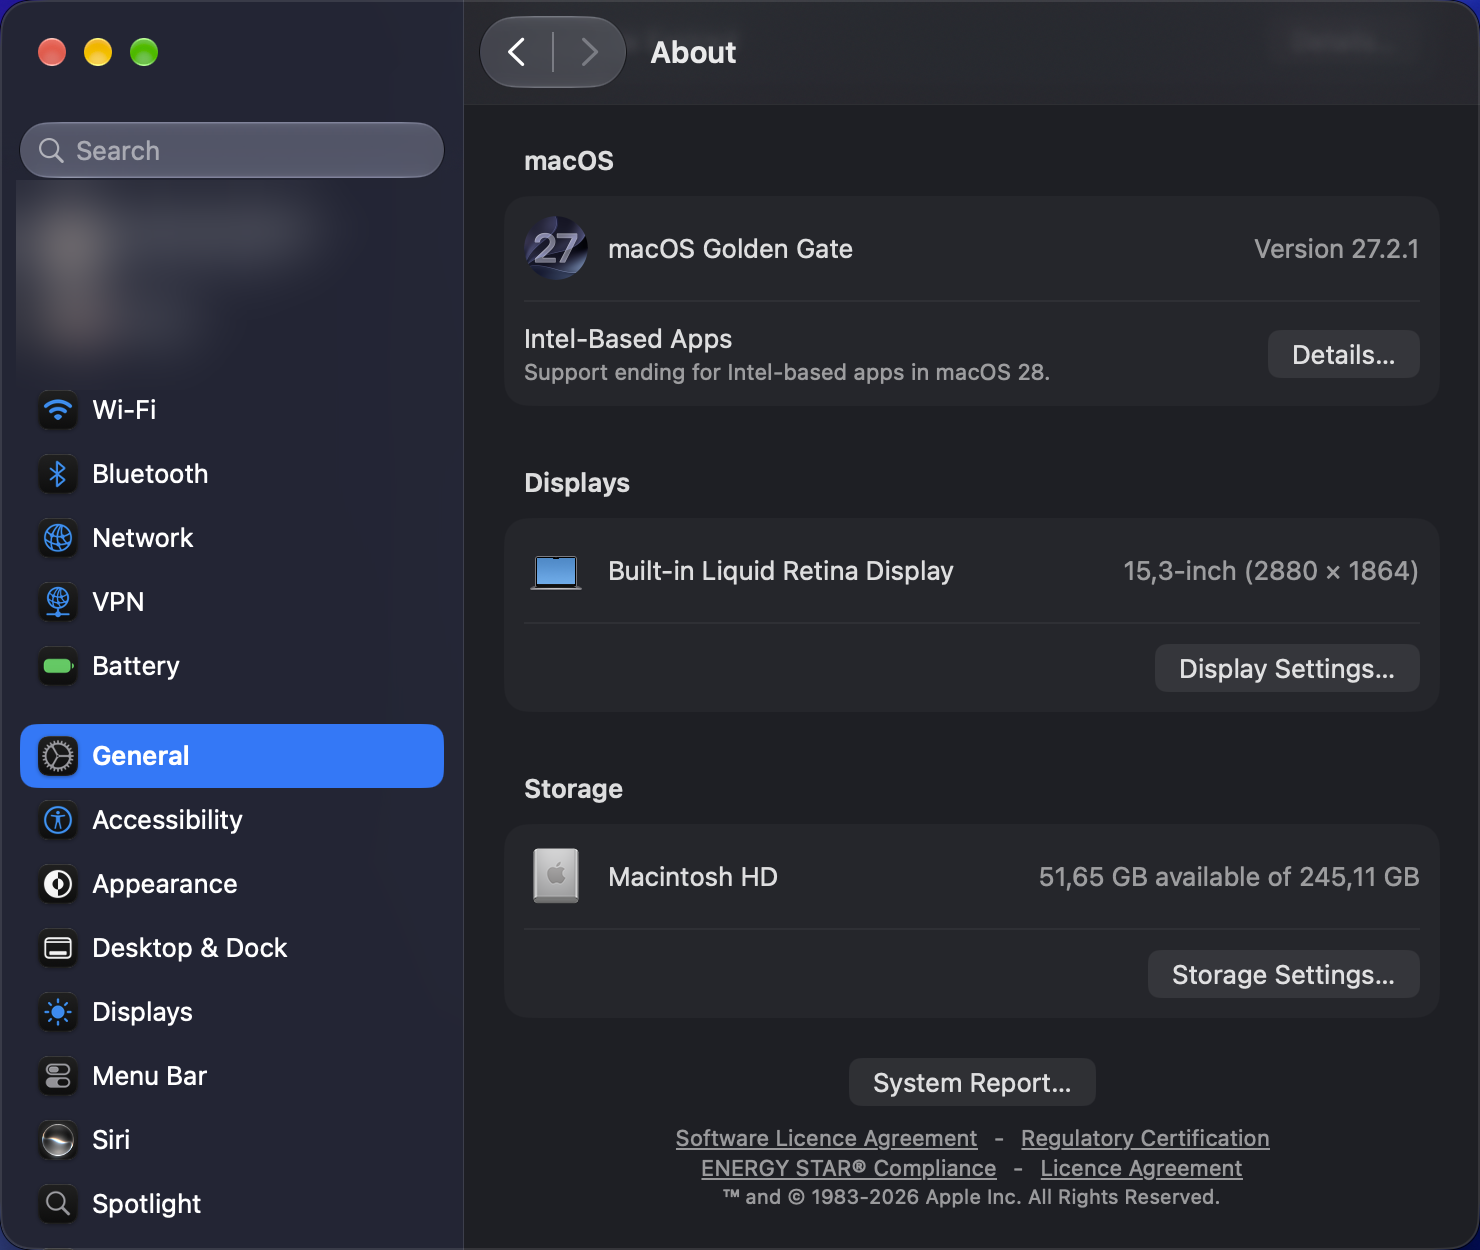 About
Search
Wi-Fi
Bluetooth
Network
VPN
Battery
General
Accessibility
Appearance
Desktop & Dock
Displays
Menu Bar
Siri
Spotlight
macOS
27
macOS Golden Gate
Version 27.2.1
Intel-Based Apps
Support ending for Intel-based apps in macOS 28.
Details...
Displays
Built-in Liquid Retina Display
15,3-inch (2880 × 1864)
Display Settings...
Storage
Macintosh HD
51,65 GB available of 245,11 GB
Storage Settings...
System Report...
Software Licence Agreement - Regulatory Certification
ENERGY STAR® Compliance - Licence Agreement
™ and © 1983-2026 Apple Inc. All Rights Reserved.